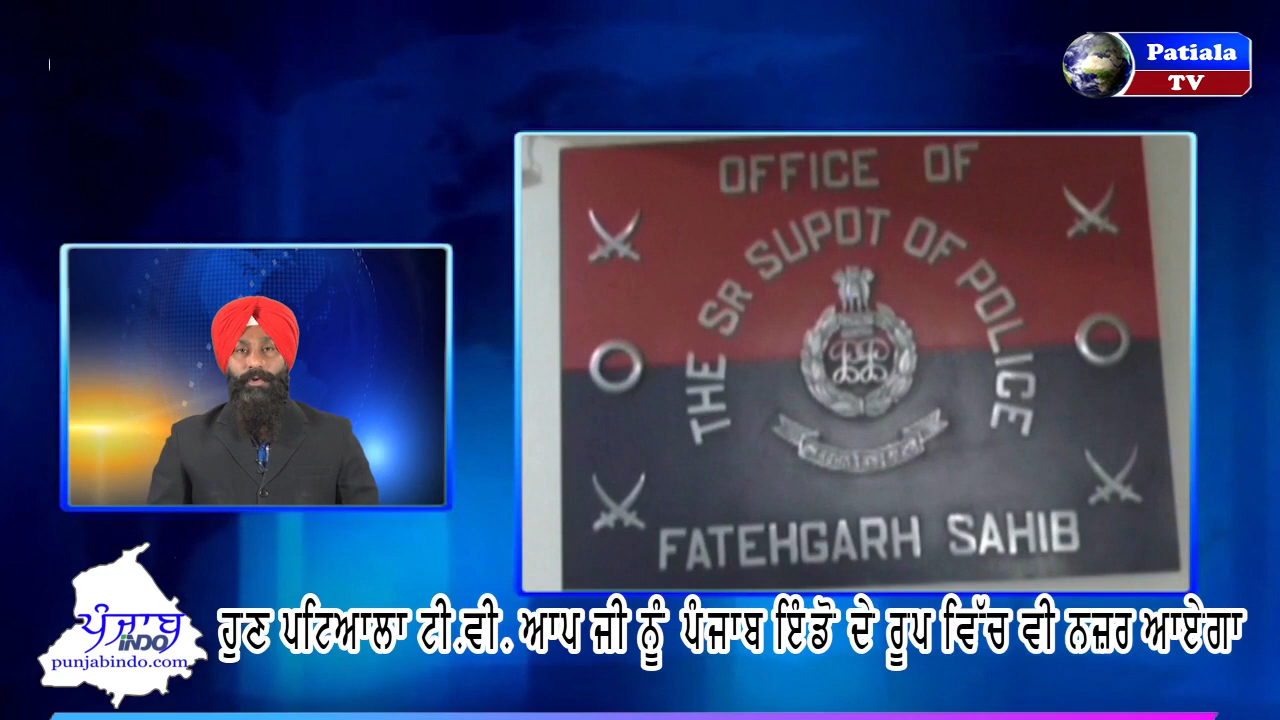 Patiala
TV
OFFICE OF
THE SR SUPDT OF POLICE
FATEHGARH SAHIB
ਪੰਜਾਬ
INDO
punjabindo.com
ਹੁਣ ਪਟਿਆਲਾ ਟੀ.ਵੀ. ਆਪ ਜੀ ਨੂੰ ਪੰਜਾਬ ਇੰਡੋ ਦੇ ਰੂਪ ਵਿੱਚ ਵੀ ਨਜ਼ਰ ਆਏਗਾ